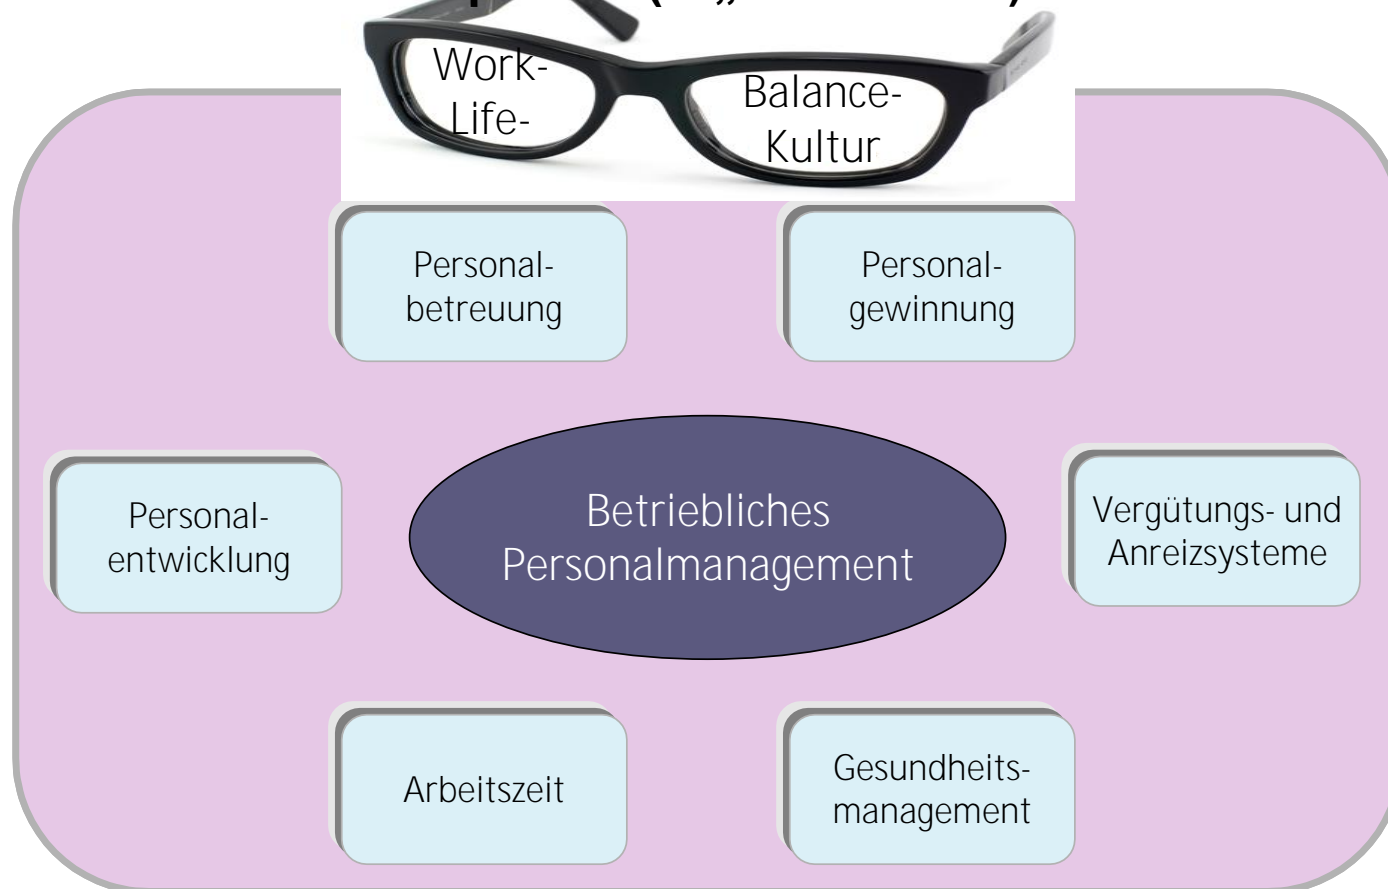 Work-
Life-
Balance-
Kultur
Personal-
betreuung
Personal-
gewinnung
Personal-
entwicklung
Betriebliches
Personalmanagement
Vergütungs- und
Anreizsysteme
Arbeitszeit
Gesundheits-
management